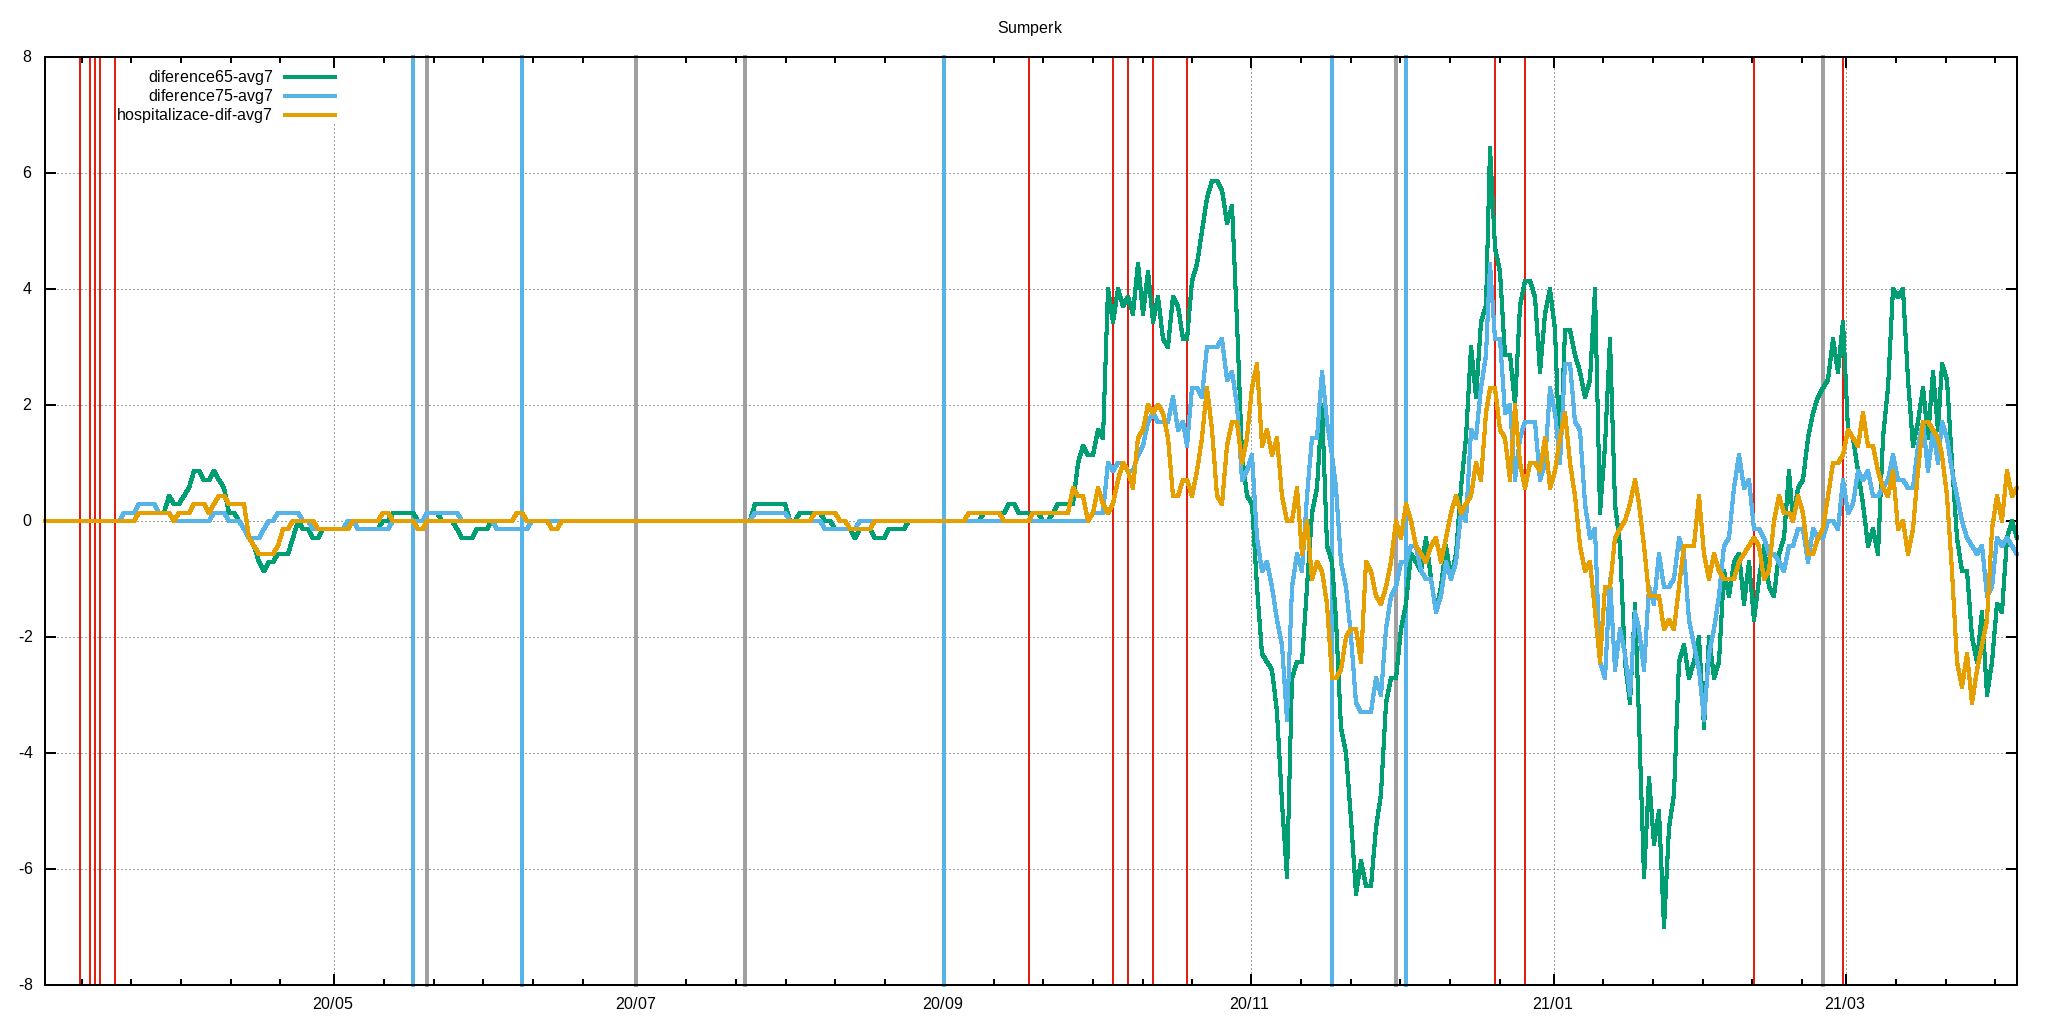 Sumperk
8
diference65-avg7
diference75-avg7
hospitalizace-dif-avg7
6
4
2
0
-2
-4
-6
-8
20/05 20/07 20/09 20/11 21/01 21/03